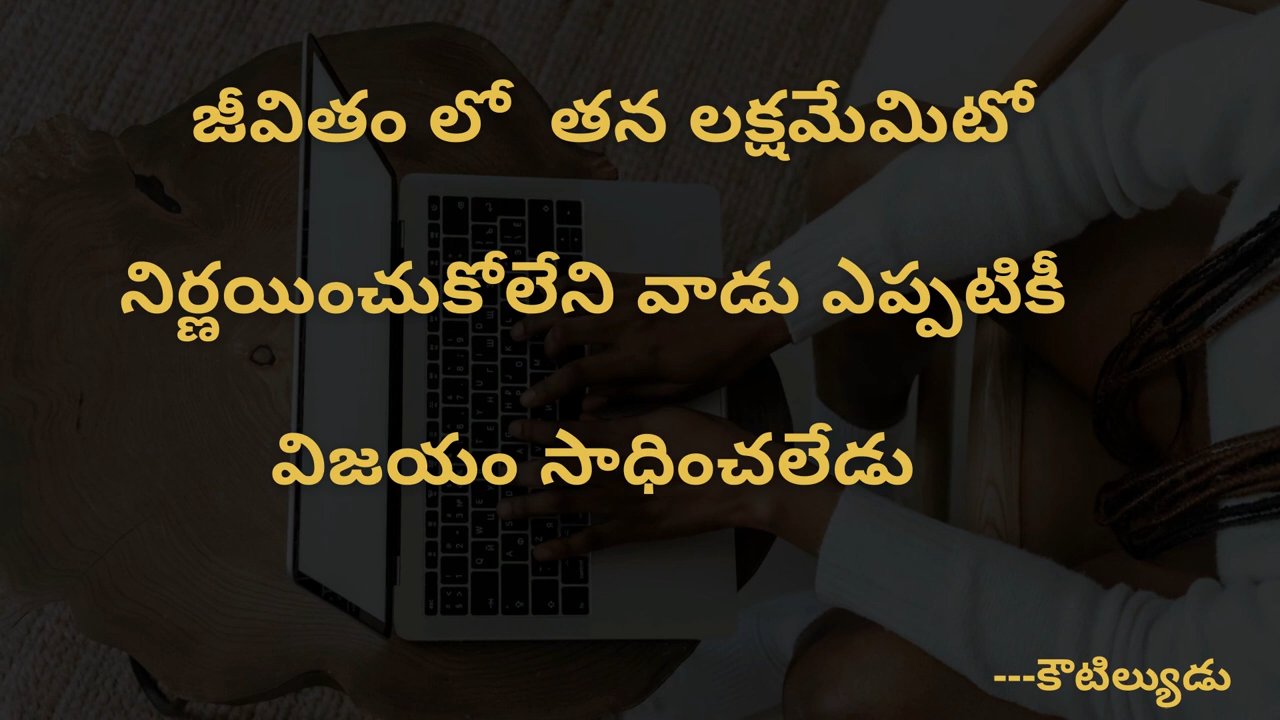 జీవితం లో తన లక్షమేమిటో
నిర్ణయించుకోలేని వాడు ఎప్పటికీ
విజయం సాధించలేడు
---కౌటిల్యుడు